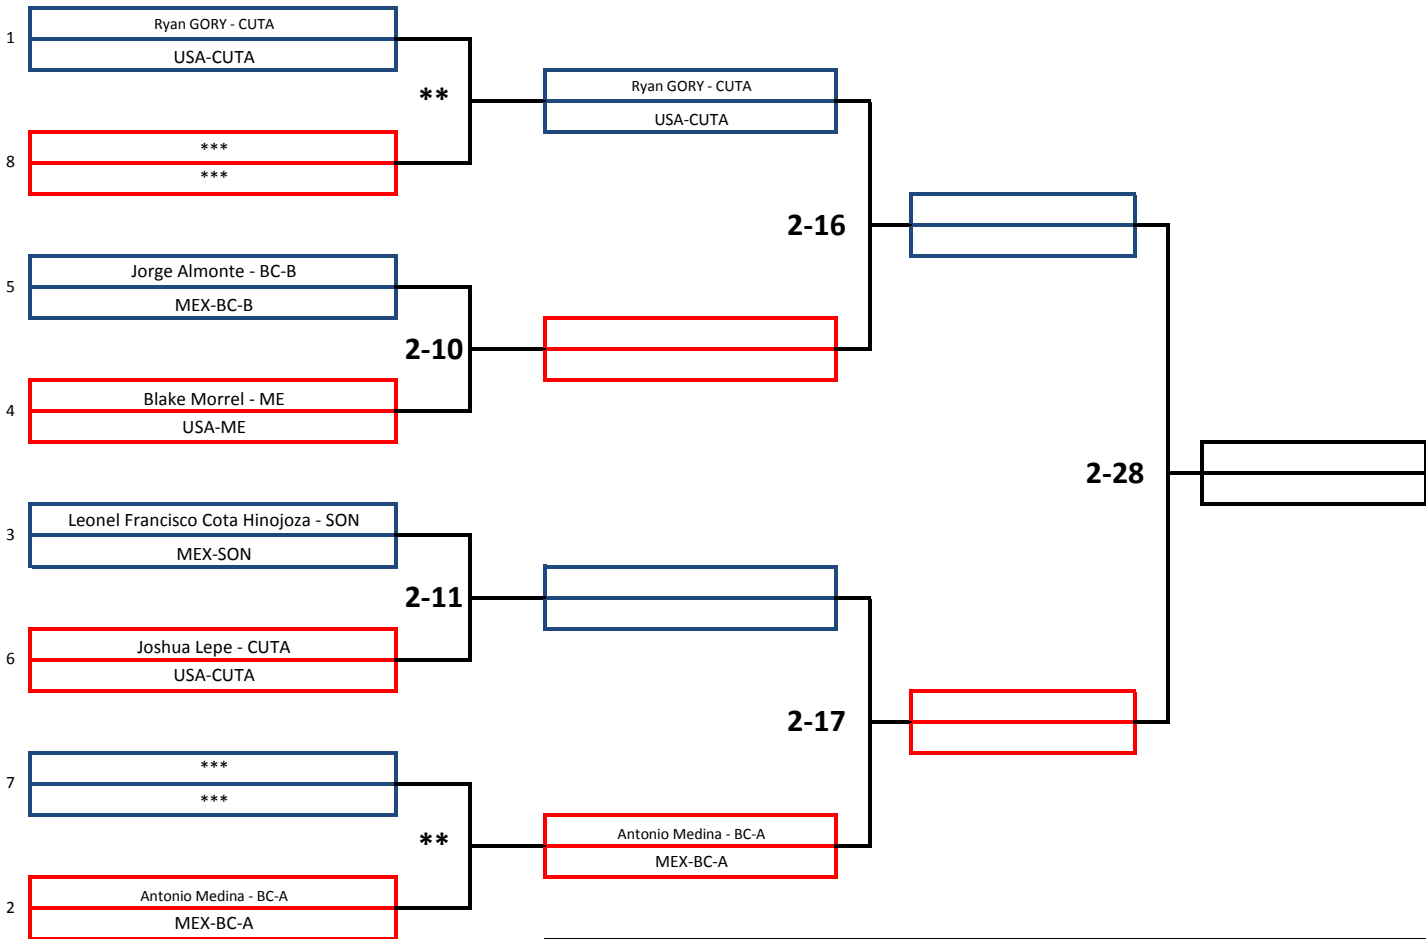 Ryan GORY - CUTA
1
USA-CUTA
**
Ryan GORY - CUTA
USA-CUTA
***
8
***
2-16
Jorge Almonte - BC-B
5
MEX-BC-B
2-10
Blake Morrel - ME
4
USA-ME
2-28
Leonel Francisco Cota Hinojoza - SON
3
MEX-SON
2-11
Joshua Lepe - CUTA
6
USA-CUTA
2-17
***
7
***
**
Antonio Medina - BC-A
MEX-BC-A
Antonio Medina - BC-A
2
MEX-BC-A